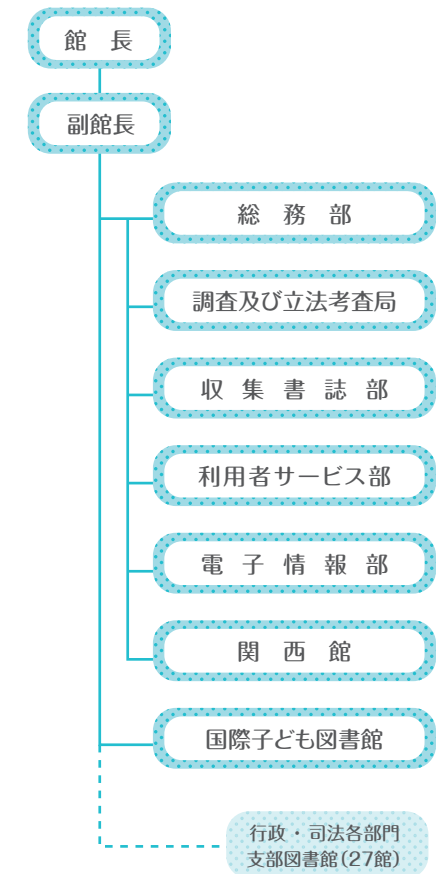 館長
副館長
総務部
調査及び立法考査局
収集書誌部
利用者サービス部
電子情報部
関西館
国際子ども図書館
行政・司法各部門
支部図書館(27館)